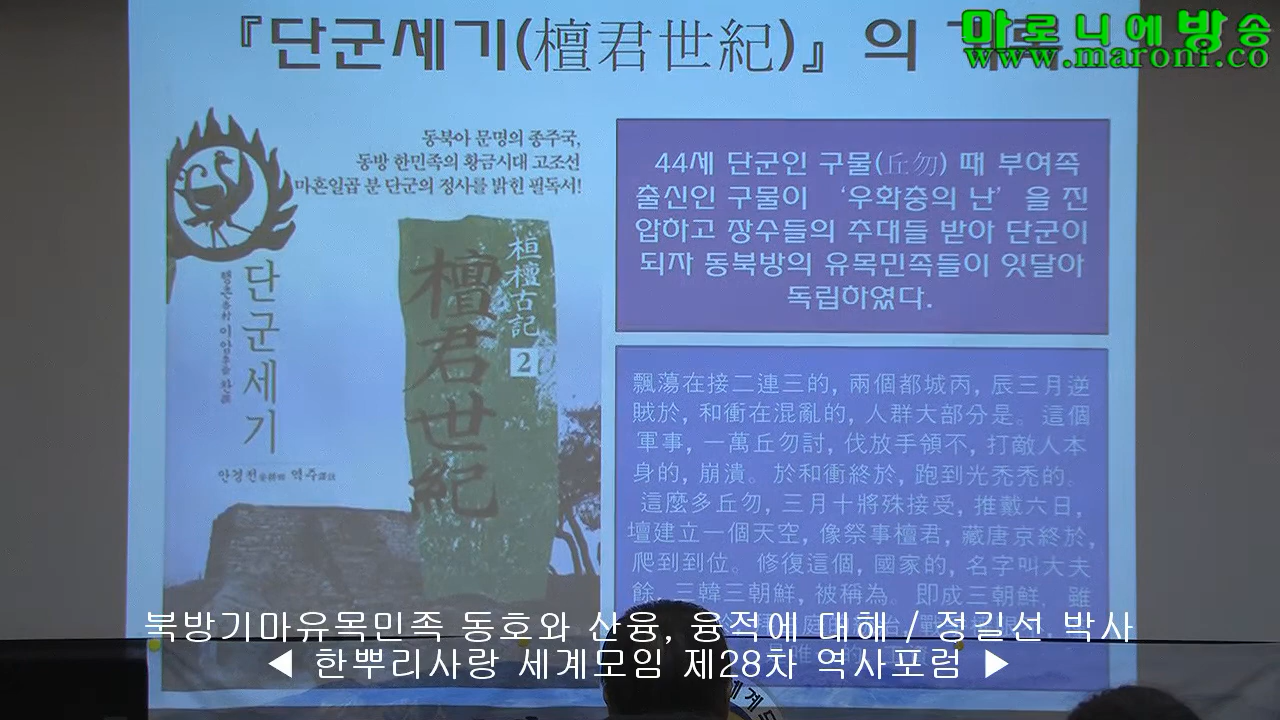 『단군세기(檀君世紀)』의
마로니에방송
www.maroni.co
동북아 문명의 종주국,
동방 한민족의 황금시대 고조선
마흔일곱 분 단군의 정사를 밝힌 필독서!
단군세기
桓檀古記
2
檀君世紀
안경전 역주
44세 단군인 구물(丘勿) 때 부여족
출신인 구물이 ‘우화충의 난’을 진
압하고 장수들의 추대들 받아 단군이
되자 동북방의 유목민족들이 잇달아
독립하였다.
飄蕩在接二連三的, 兩個都城丙, 辰三月逆
賊於, 和衝在混亂的, 人群大部分是。這個
軍事, 一萬丘勿討, 伐放手領不, 打敵人本
身的, 崩潰。於和衝終於, 跑到光禿禿的。
這麼多丘勿, 三月十將殊接受, 推戴六日,
壇建立一個天空, 像祭事檀君, 藏唐京終於,
爬到到位。修復這個, 國家的, 名字叫大夫
餘, 三韓三朝鮮, 被稱為。即成三朝鮮, 雖
북방기마유목민족 동호와 산융, 융적에 대해 / 정길선 박사
◀ 한뿌리사랑 세계모임 제28차 역사포럼 ▶
세계